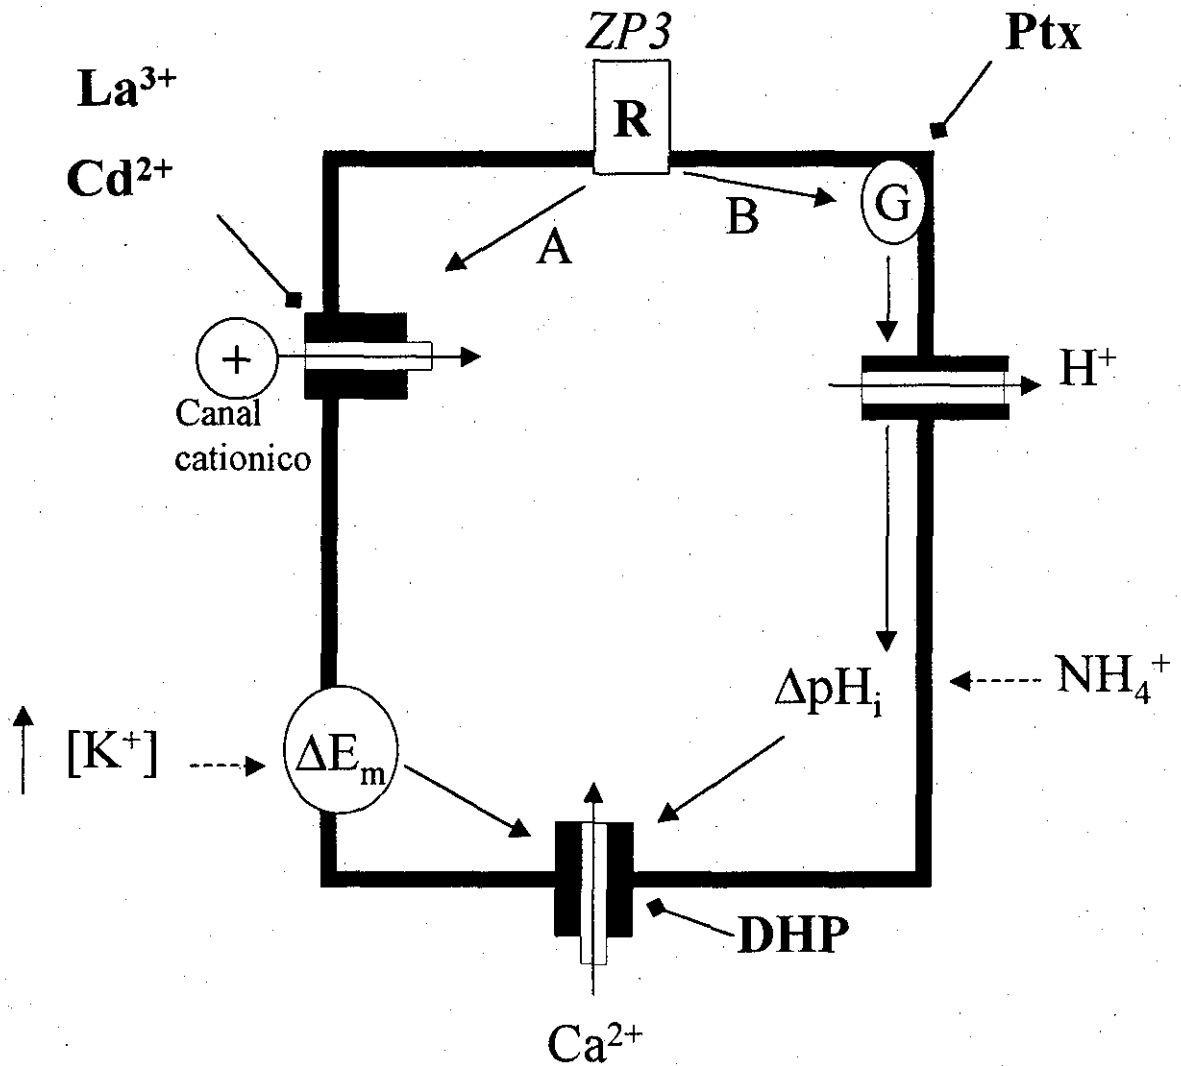 ZP3
Ptx
La³⁺
R
Cd²⁺
A
B
G
+
H⁺
Canal
cationico
ΔpHᵢ
NH₄⁺
[K⁺]
ΔEₘ
DHP
Ca²⁺